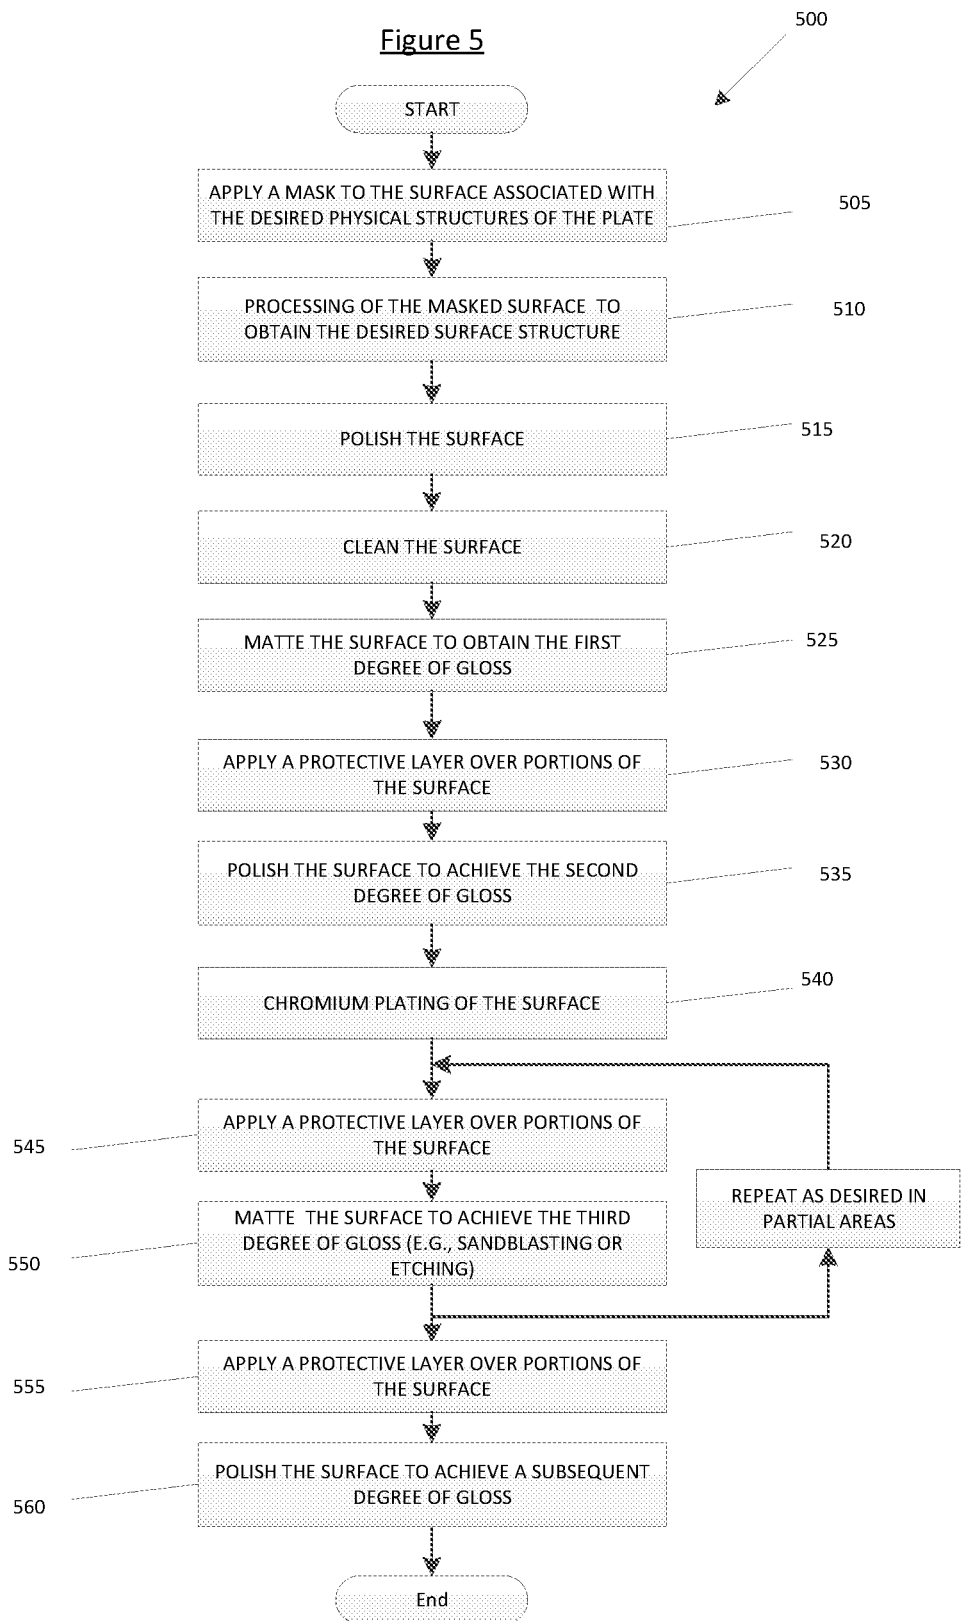 Figure 5
500
START
APPLY A MASK TO THE SURFACE ASSOCIATED WITH
THE DESIRED PHYSICAL STRUCTURES OF THE PLATE
505
PROCESSING OF THE MASKED SURFACE TO
OBTAIN THE DESIRED SURFACE STRUCTURE
510
POLISH THE SURFACE
515
CLEAN THE SURFACE
520
MATTE THE SURFACE TO OBTAIN THE FIRST
DEGREE OF GLOSS
525
APPLY A PROTECTIVE LAYER OVER PORTIONS OF
THE SURFACE
530
POLISH THE SURFACE TO ACHIEVE THE SECOND
DEGREE OF GLOSS
535
CHROMIUM PLATING OF THE SURFACE
540
APPLY A PROTECTIVE LAYER OVER PORTIONS OF
THE SURFACE
545
MATTE THE SURFACE TO ACHIEVE THE THIRD
DEGREE OF GLOSS (E.G., SANDBLASTING OR
ETCHING)
550
REPEAT AS DESIRED IN
PARTIAL AREAS
APPLY A PROTECTIVE LAYER OVER PORTIONS OF
THE SURFACE
555
POLISH THE SURFACE TO ACHIEVE A SUBSEQUENT
DEGREE OF GLOSS
560
End